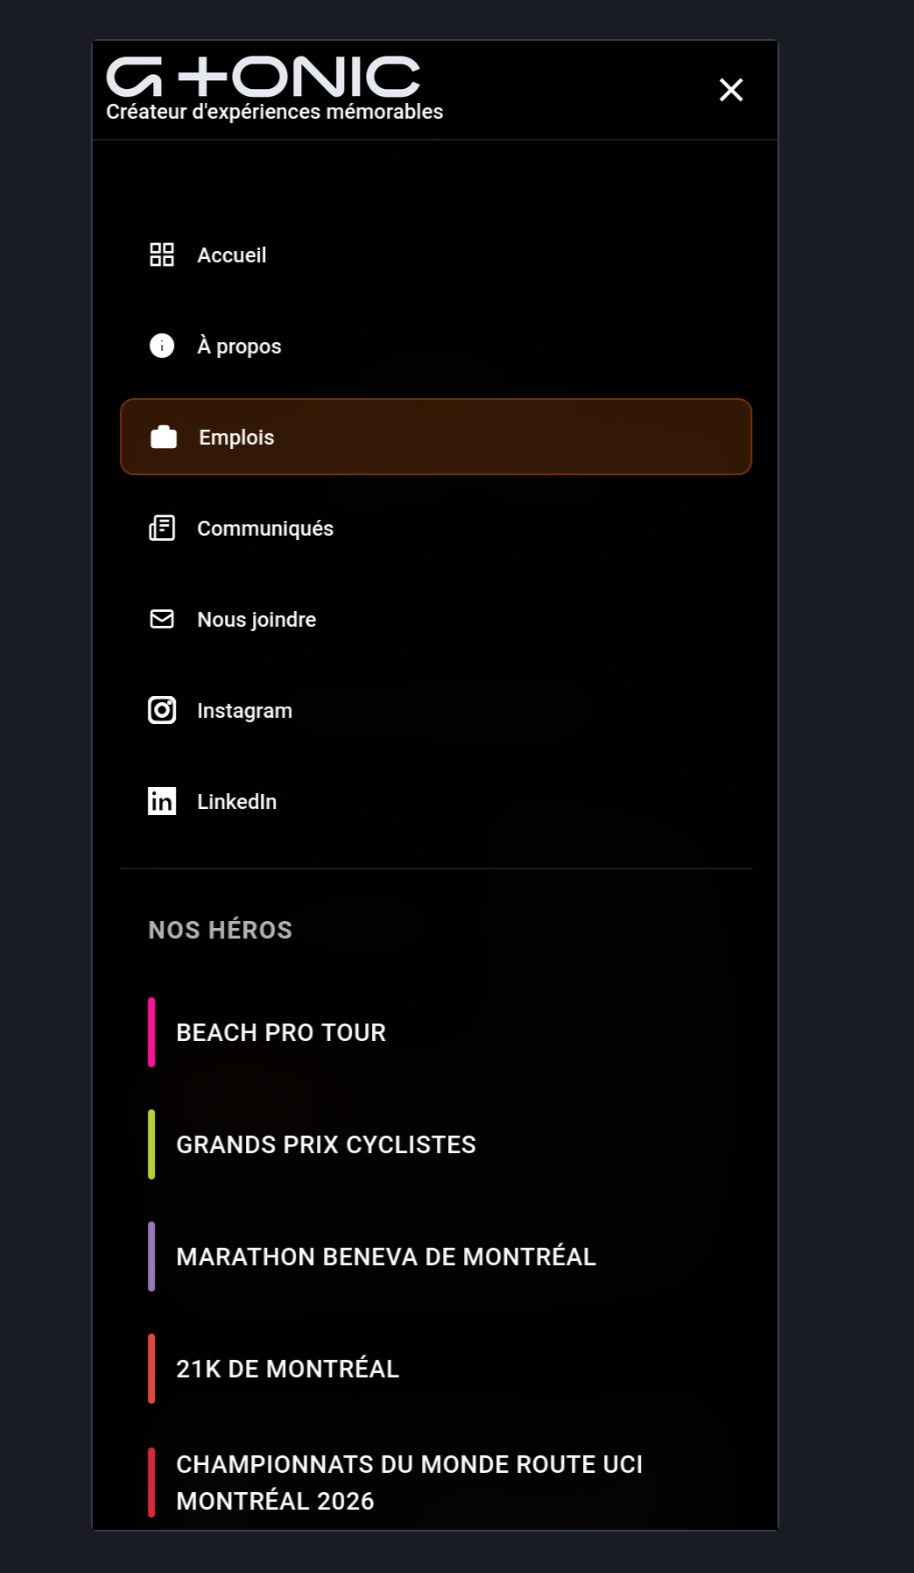 G+ONIC
Créateur d'expériences mémorables
Accueil
À propos
Emplois
Communiqués
Nous joindre
Instagram
in LinkedIn
NOS HÉROS
BEACH PRO TOUR
GRANDS PRIX CYCLISTES
MARATHON BENEVA DE MONTRÉAL
21K DE MONTRÉAL
CHAMPIONNATS DU MONDE ROUTE UCI
MONTRÉAL 2026